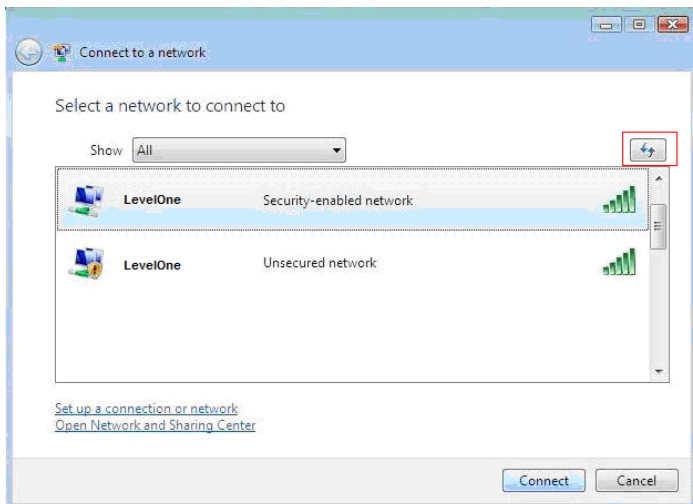 Connect to a network
Select a network to connect to
Show All
LevelOne Security-enabled network
LevelOne Unsecured network
Set up a connection or network
Open Network and Sharing Center
Connect Cancel